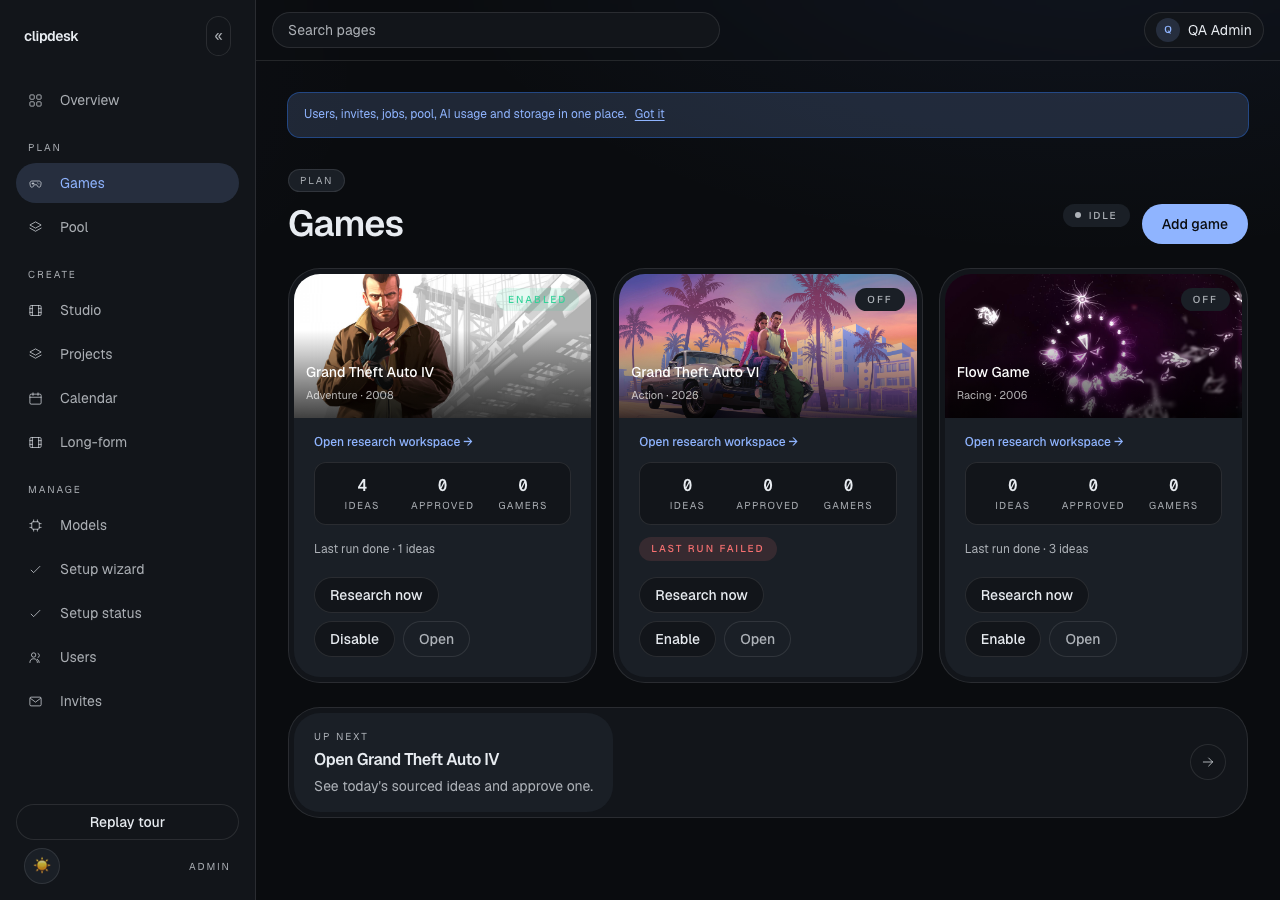 clipdesk
«
Search pages
Q
QA Admin
Overview
Users, invites, jobs, pool, AI usage and storage in one place. Got it
PLAN
Games
Pool
CREATE
Studio
Projects
Calendar
Long-form
MANAGE
Models
Setup wizard
Setup status
Users
Invites
Replay tour
ADMIN
PLAN
Games
IDLE
Add game
ENABLED
Grand Theft Auto IV
Adventure · 2008
Open research workspace →
4
0
0
IDEAS
APPROVED
GAMERS
Last run done · 1 ideas
Research now
Disable
Open
OFF
Grand Theft Auto VI
Action · 2026
Open research workspace →
0
0
0
IDEAS
APPROVED
GAMERS
LAST RUN FAILED
Research now
Enable
Open
OFF
Flow Game
Racing · 2006
Open research workspace →
0
0
0
IDEAS
APPROVED
GAMERS
Last run done · 3 ideas
Research now
Enable
Open
UP NEXT
Open Grand Theft Auto IV
See today's sourced ideas and approve one.
→